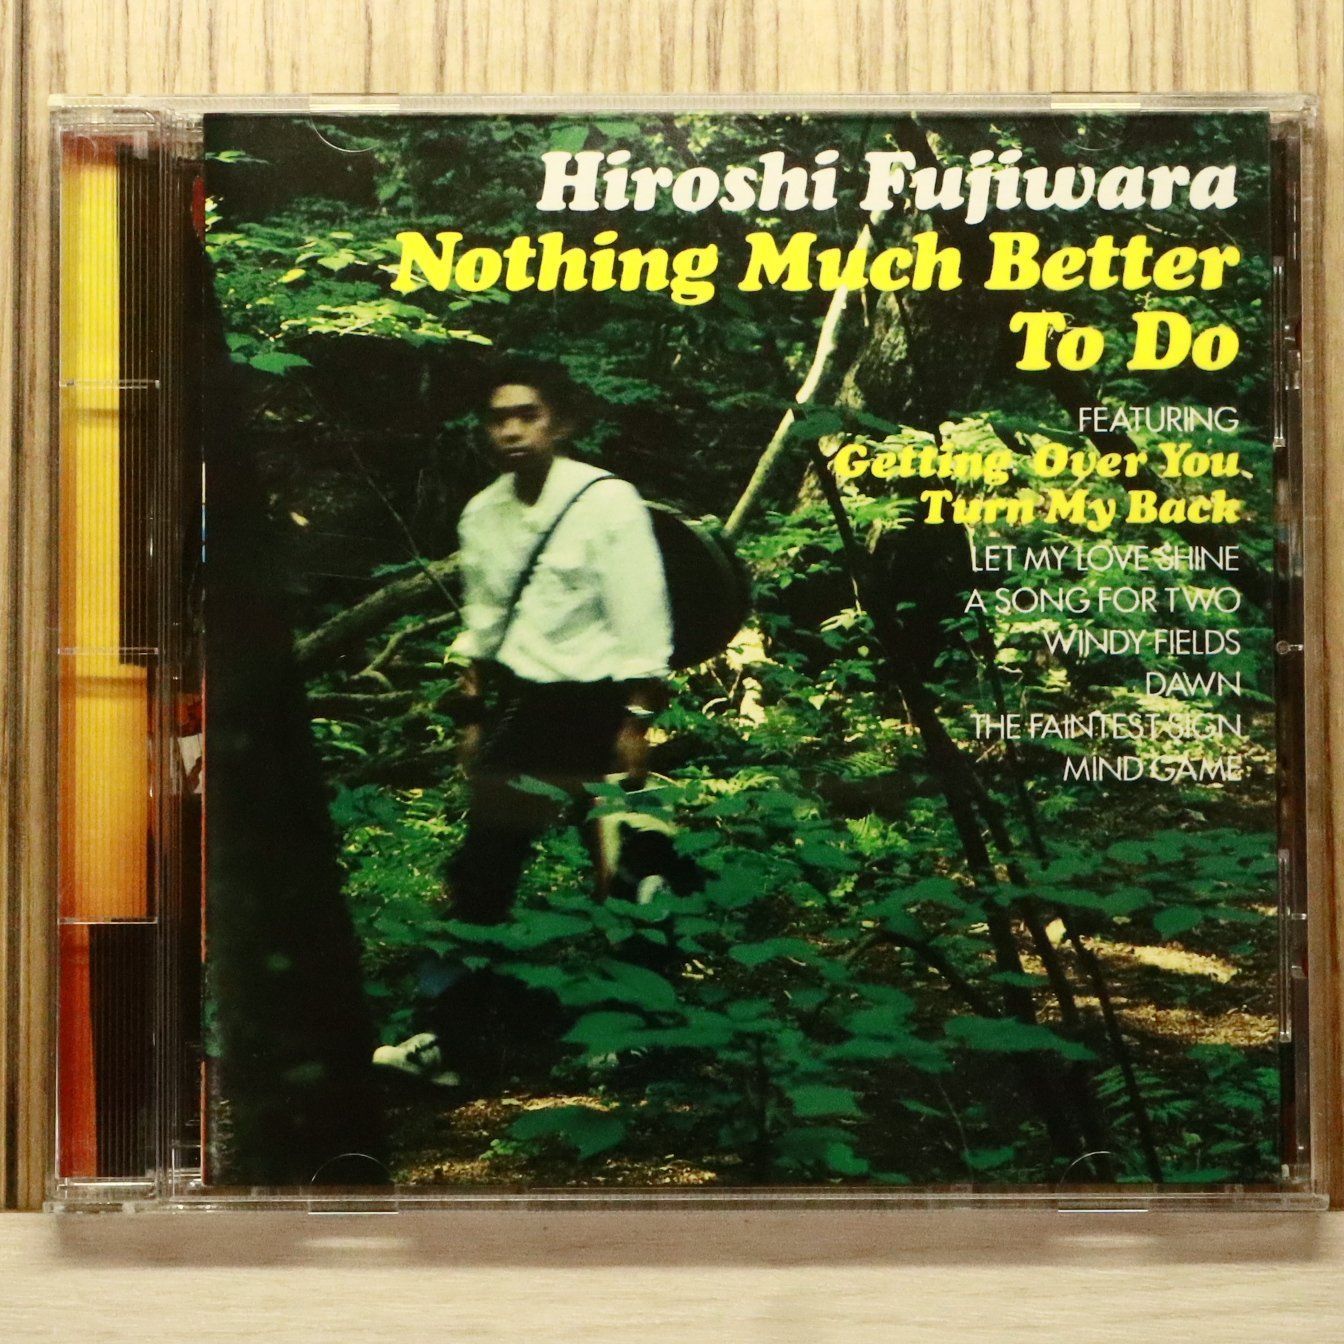 Hiroshi Fujiwara
Nothing Much Better
To Do
FEATURING
Getting Over You
Turn My Back
LET MY LOVE SHINE
A SONG FOR TWO
WINDY FIELDS
DAWN
THE FAINTEST SIGN
MIND GAME